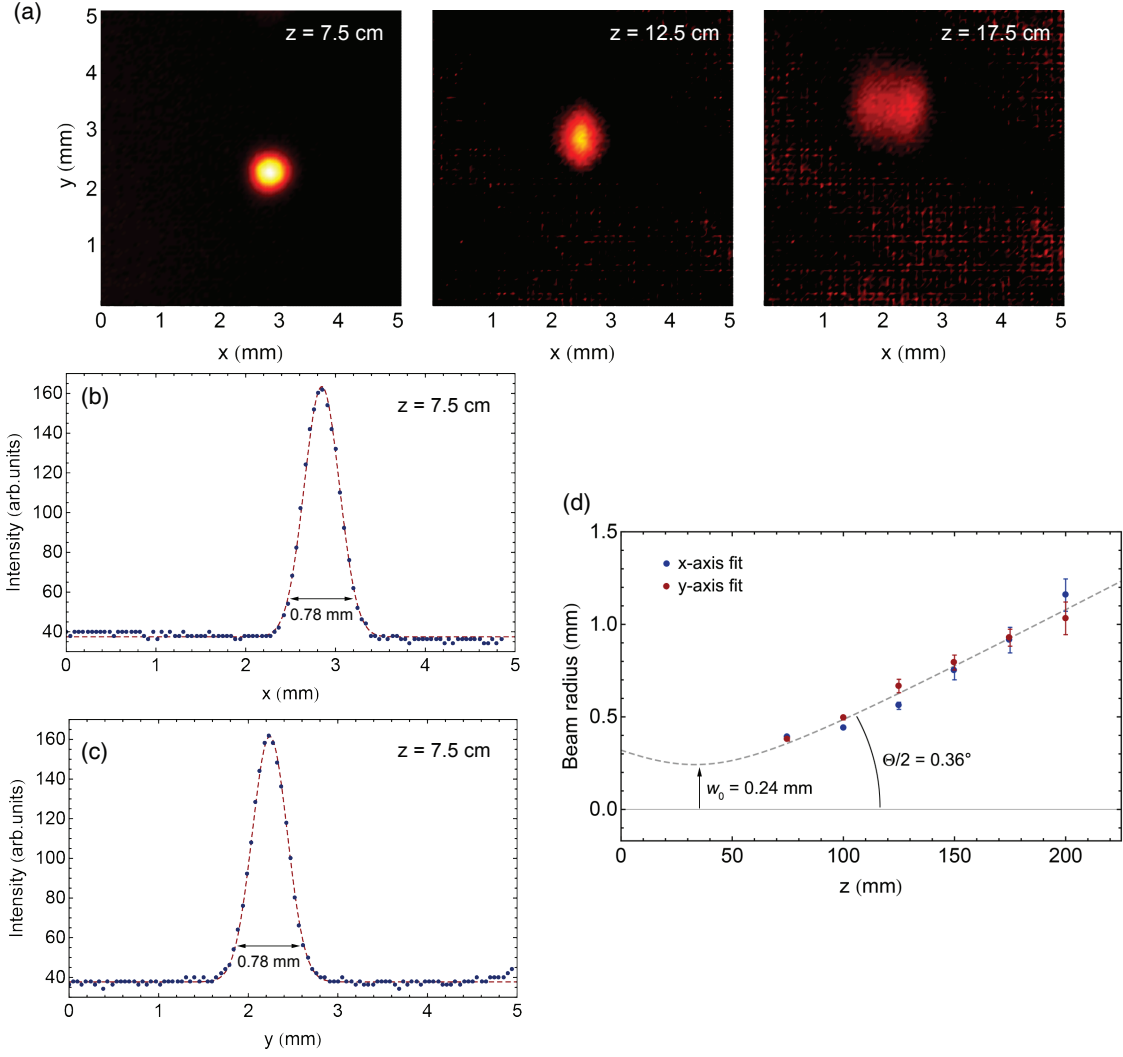 (a)
z = 7.5 cm
z = 12.5 cm
z = 17.5 cm
5
4
3
2
1
y (mm)
0 1 2 3 4 5
1 2 3 4 5
1 2 3 4 5
x (mm)
x (mm)
x (mm)
(b)
z = 7.5 cm
160
140
120
100
80
60
40
Intensity (arb.units)
0.78 mm
0 1 2 3 4 5
x (mm)
(c)
z = 7.5 cm
160
140
120
100
80
60
40
Intensity (arb.units)
0.78 mm
0 1 2 3 4 5
y (mm)
(d)
1.5
1.0
0.5
0.0
Beam radius (mm)
x-axis fit
y-axis fit
Θ/2 = 0.36°
w0 = 0.24 mm
0 50 100 150 200
z (mm)